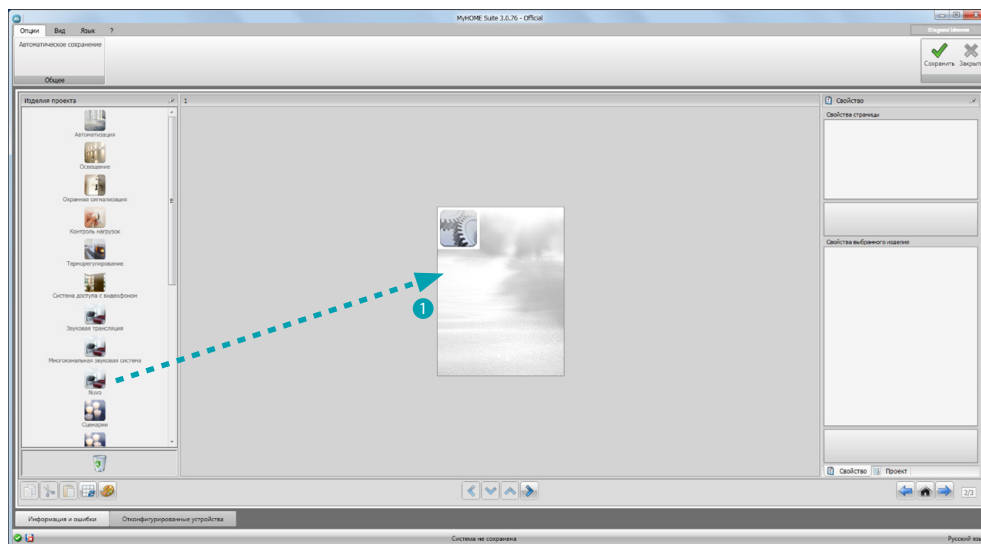 MyHOME Suite 3.0.76 - Official
Опции Вид Язык ?
Автоматическое сохранение
Сохранить Закрыт
Общее
Изделия проекта
1
Свойство
Свойства страницы
Автоматизация
Освещение
Охранная сигнализация
Контроль нагрузок
Свойства выбранного изделия
Терморегулирование
Система доступа с видеофоном
1
Звуковая трансляция
Многоканальная звуковая система
Nuvo
Сценарии
Свойство Проект
2/3
Информация и ошибки Отконфигурированные устройства
Система не сохранена
Русский язы